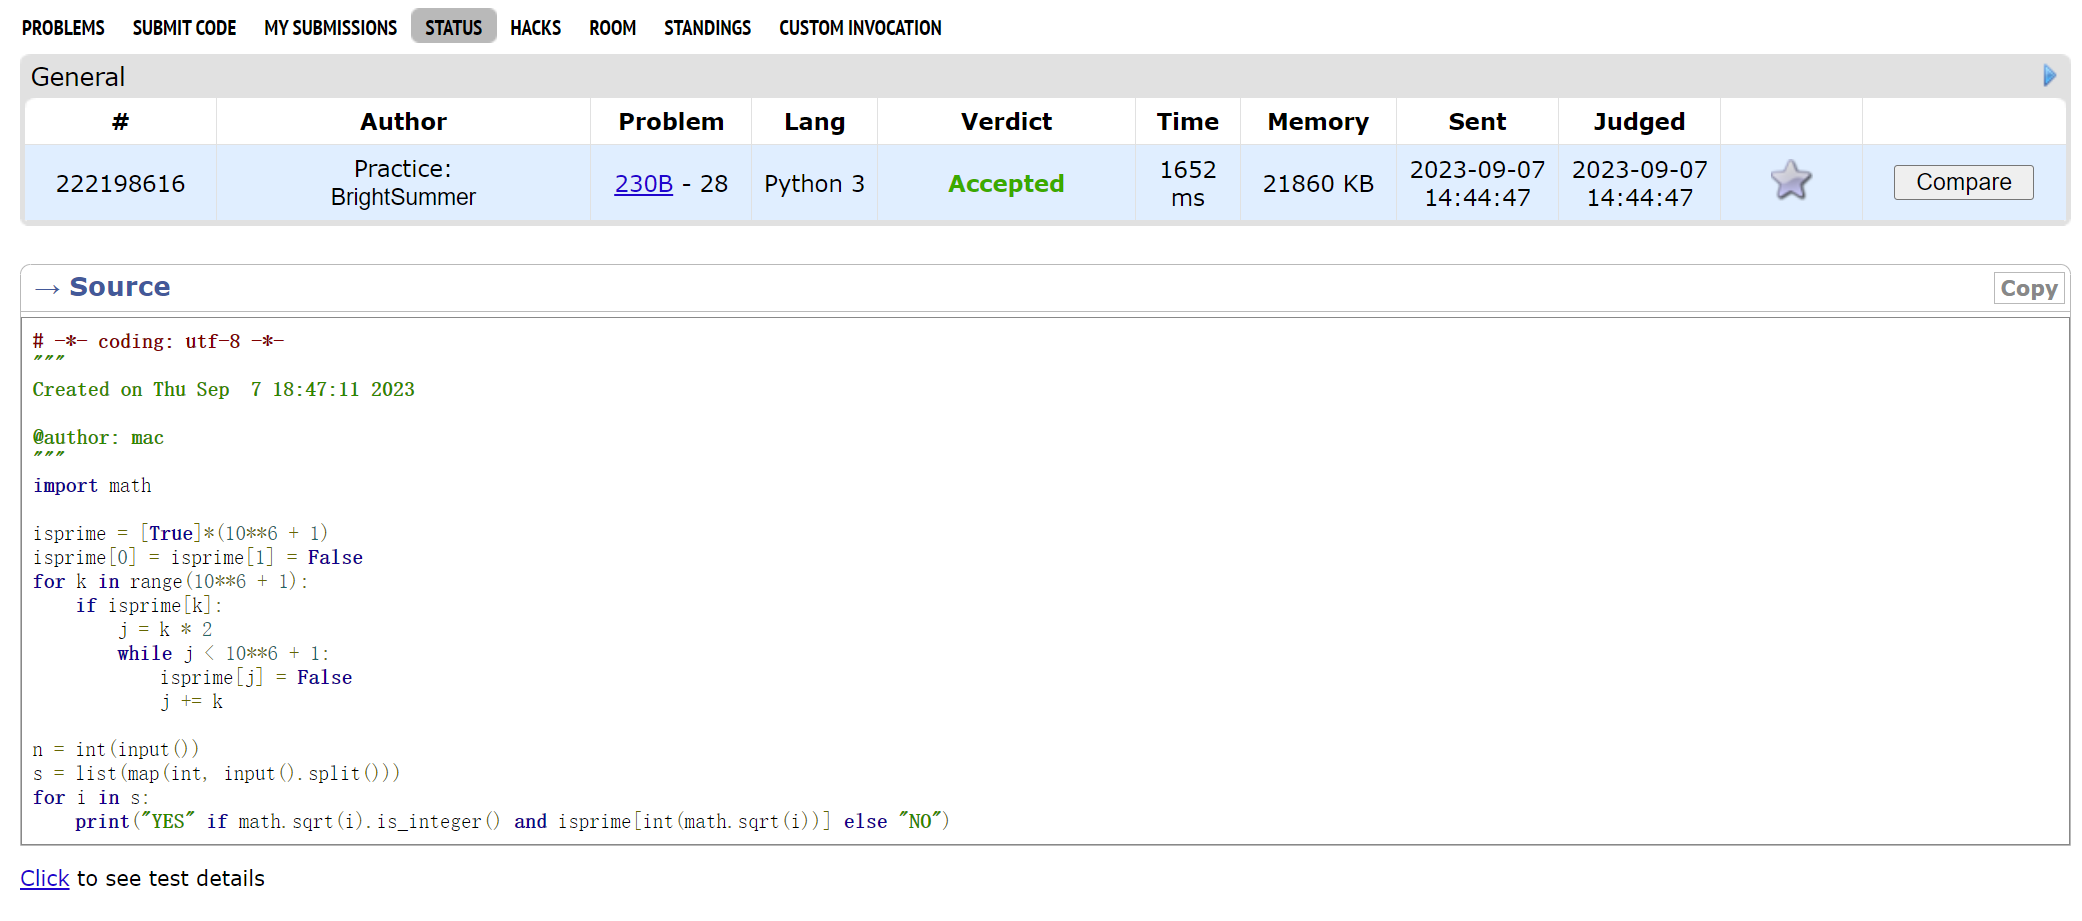 PROBLEMS SUBMIT CODE MY SUBMISSIONS STATUS HACKS ROOM STANDINGS CUSTOM INVOCATION
General
# Author Problem Lang Verdict Time Memory Sent Judged
222198616 Practice: BrightSummer 230B - 28 Python 3 Accepted 1652 ms 21860 KB 2023-09-07 14:44:47 2023-09-07 14:44:47 Compare
→ Source Copy
# -*- coding: utf-8 -*-
"""
Created on Thu Sep  7 18:47:11 2023
@author: mac
"""
import math
isprime = [True]*(10**6 + 1)
isprime[0] = isprime[1] = False
for k in range(10**6 + 1):
    if isprime[k]:
        j = k * 2
        while j < 10**6 + 1:
            isprime[j] = False
            j += k
n = int(input())
s = list(map(int, input().split()))
for i in s:
    print("YES" if math.sqrt(i).is_integer() and isprime[int(math.sqrt(i))] else "NO")
Click to see test details